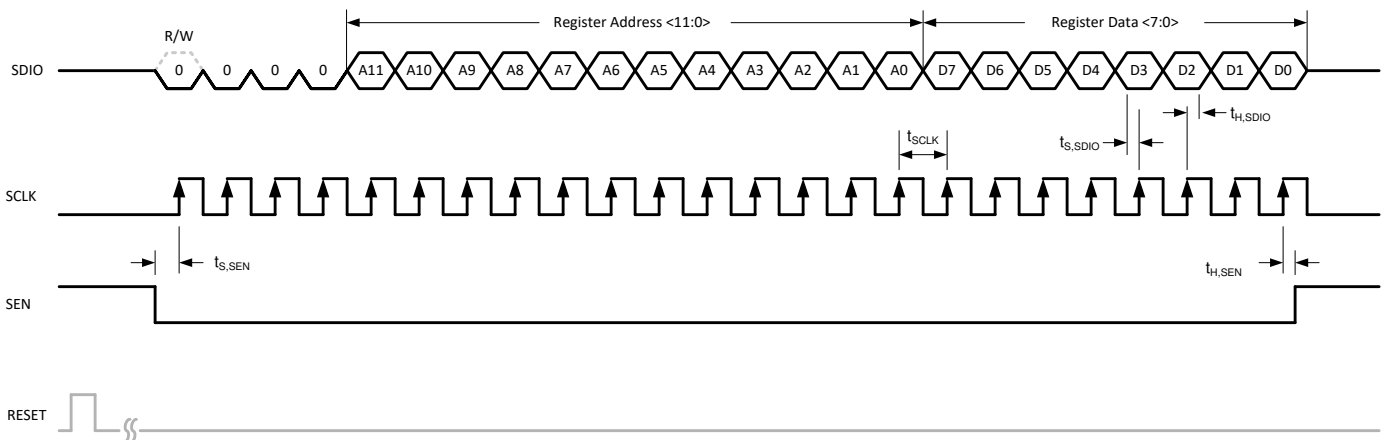 Register Address <11:0> Register Data <7:0>
R/W
SDIO 0 0 0 0 A11 A10 A9 A8 A7 A6 A5 A4 A3 A2 A1 A0 D7 D6 D5 D4 D3 D2 D1 D0
tH,SDIO
tSCLK
tS,SDIO
SCLK
tS,SEN
tH,SEN
SEN
RESET